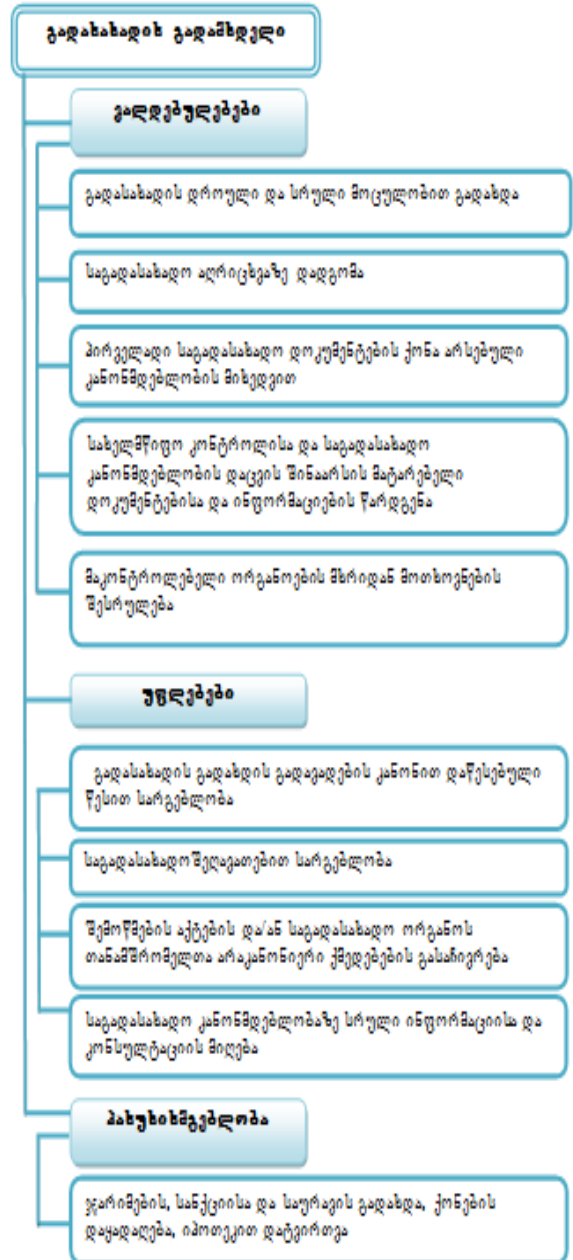 გადასახადის გადამხდელი
ვალდებულებები
გადასახადის დროული და სრული მოცულობით გადახდა
საგადასახადო აღრიცხვაზე დადგომა
პირველადი საგადასახადო დოკუმენტების ქონა არსებული
კანონმდებლობის მიხედვით
სახელმწიფო კონტროლისა და საგადასახადო
კანონმდებლობის დაცვის შინაარსის მატარებელი
დოკუმენტებისა და ინფორმაციების წარდგენა
მაკონტროლებელი ორგანოების მხრიდან მოთხოვნების
შესრულება
უფლებები
გადასახადის გადახდის გადავადების კანონით დაწესებული
წესით სარგებლობა
საგადასახადო შეღავათებით სარგებლობა
შემოწმების აქტების და/ან საგადასახადო ორგანოს
თანამშრომელთა არაკანონიერი ქმედებების გასაჩივრება
საგადასახადო კანონმდებლობაზე სრული ინფორმაციისა და
კონსულტაციის მიღება
პასუხისმგებლობა
ჯარიმების, სანქციისა და საურავის გადახდა, ქონების
დაყადაღება, იპოთეკით დატვირთვა